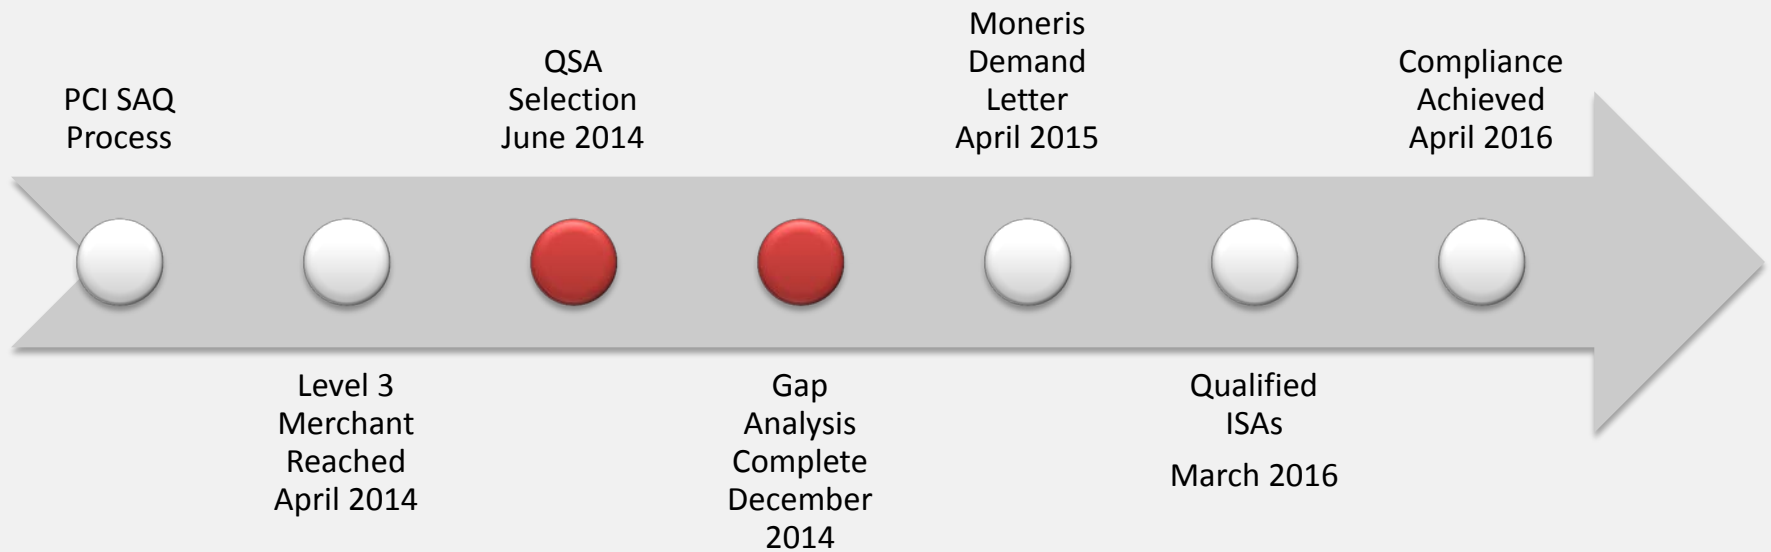 PCI SAQ
Process
Level 3
Merchant
Reached
April 2014
QSA
Selection
June 2014
Gap
Analysis
Complete
December
2014
Moneris
Demand
Letter
April 2015
Qualified
ISAs
March 2016
Compliance
Achieved
April 2016